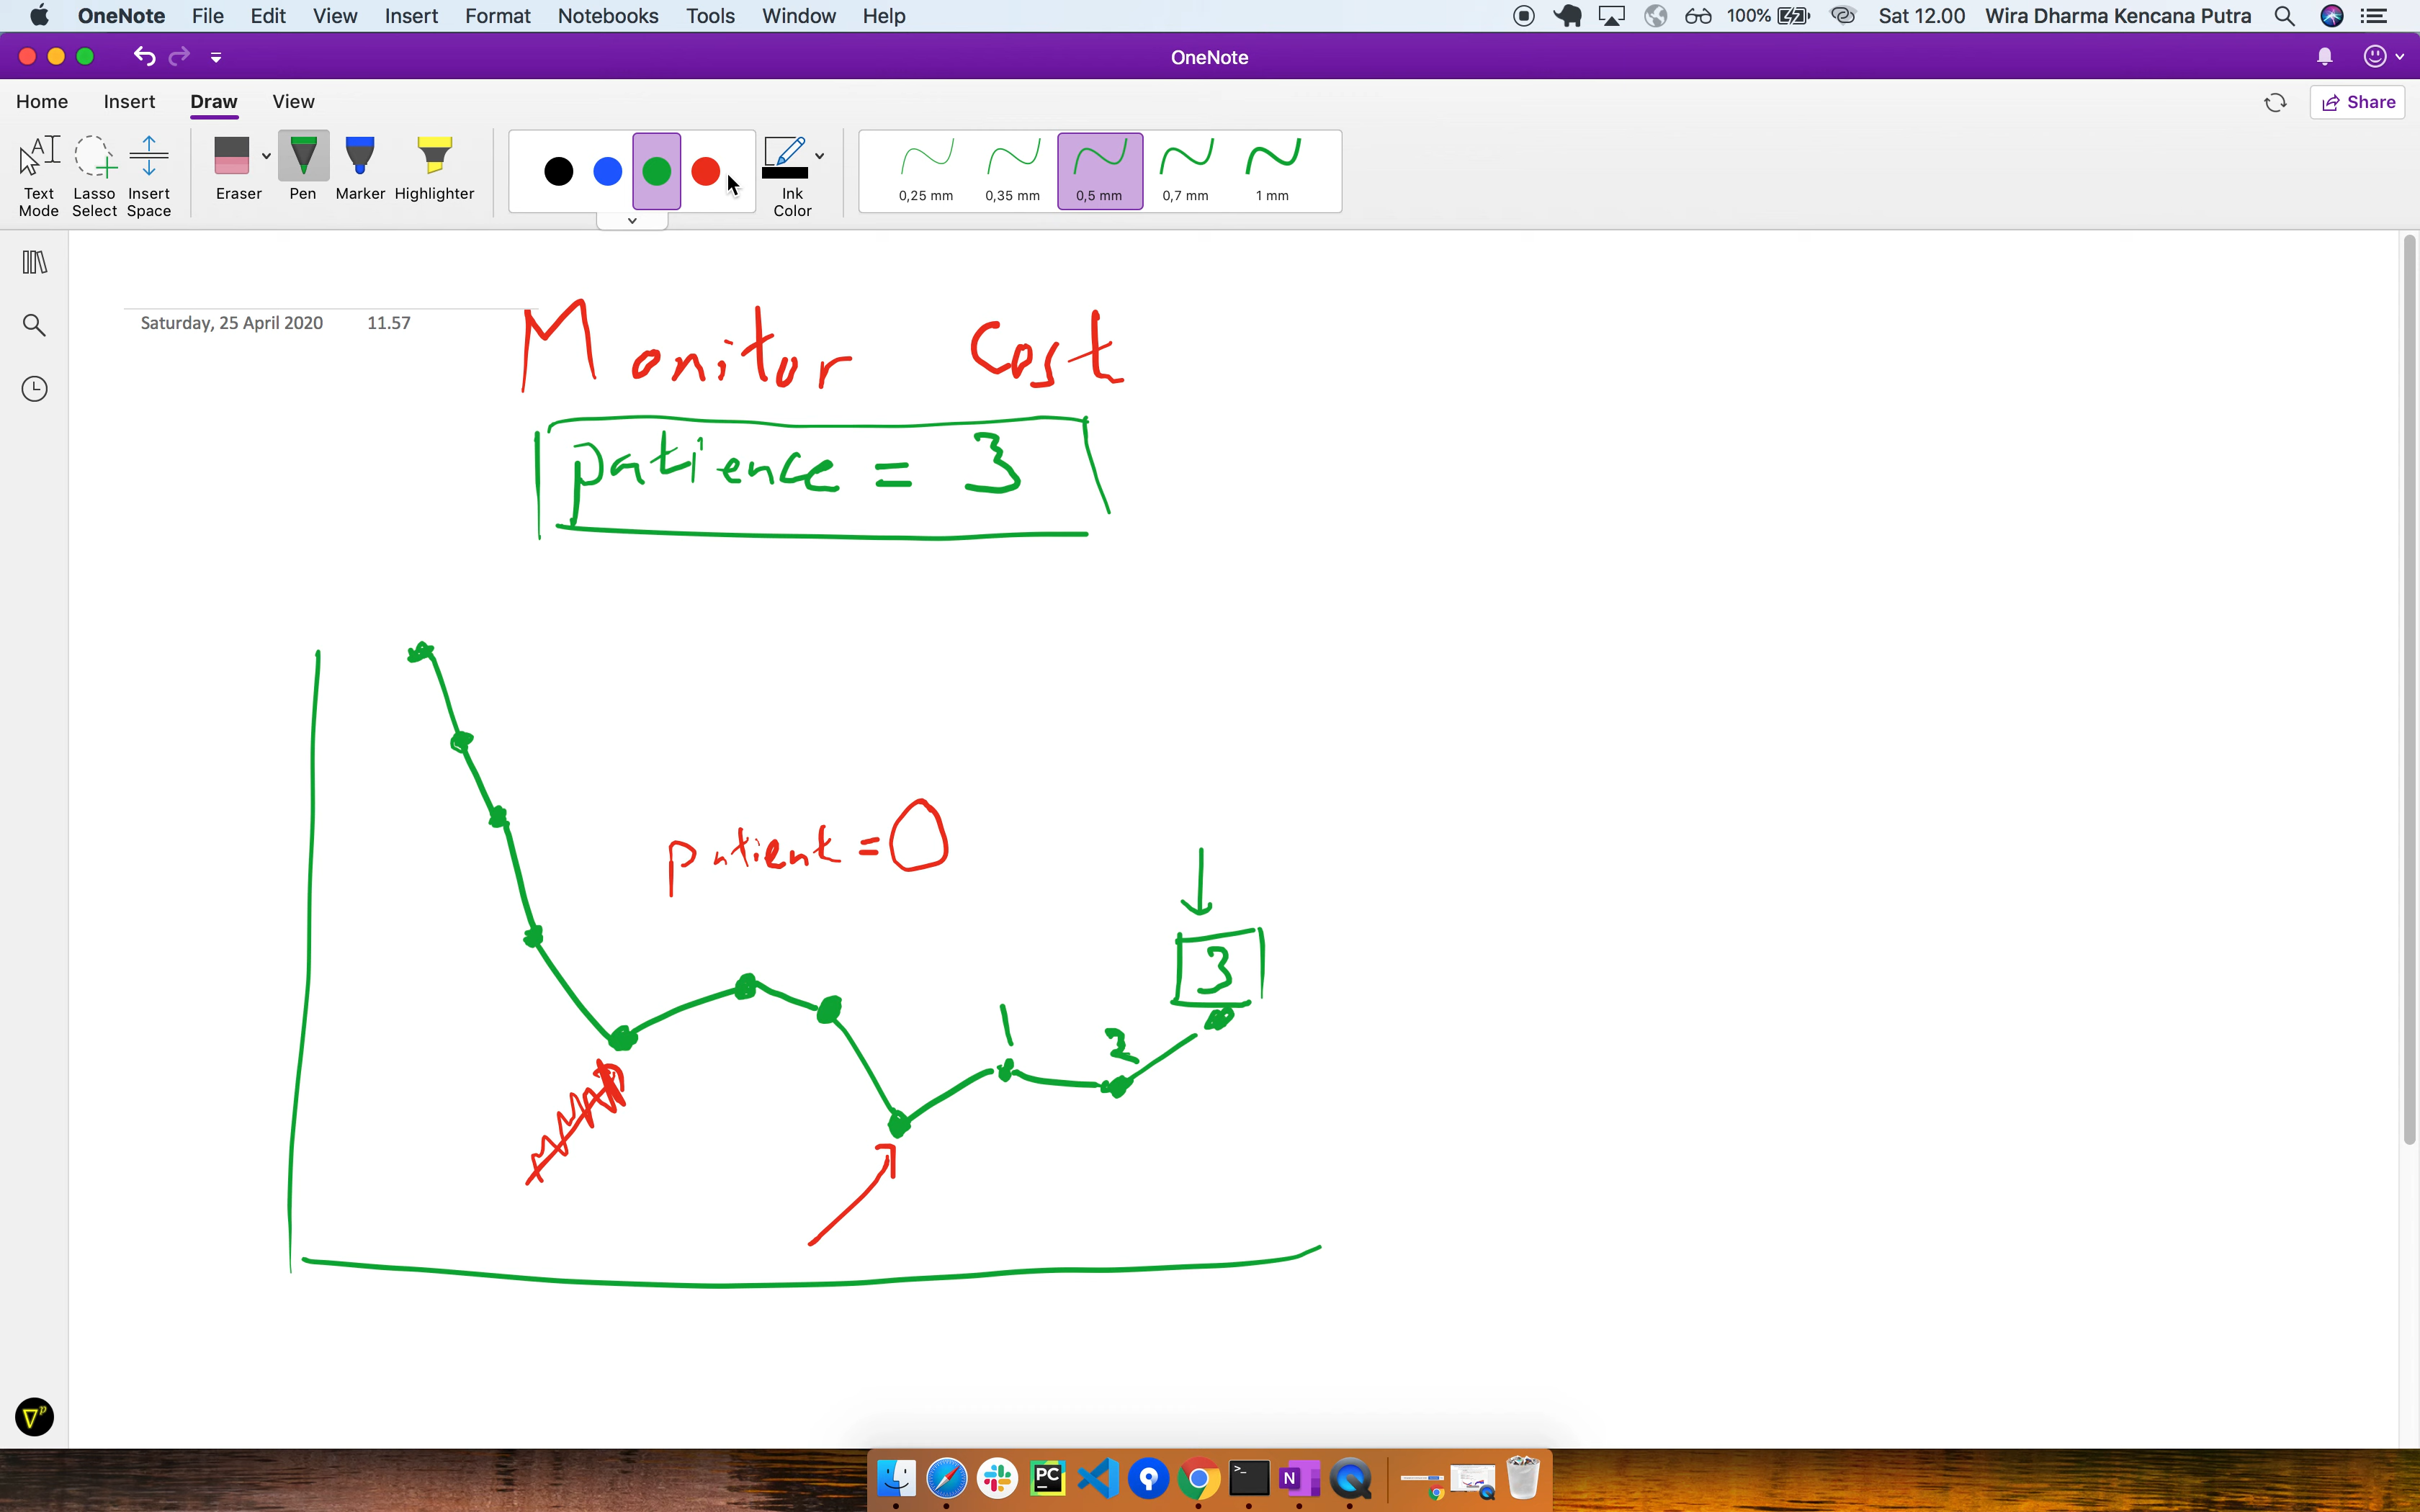 OneNote File Edit View Insert Format Notebooks Tools Window Help 100% Sat 12.00 Wira Dharma Kencana Putra
OneNote
Home Insert Draw View Share
Text Mode
Lasso Select
Insert Space
Eraser
Pen
Marker
Highlighter
Ink Color
0,25 mm
0,35 mm
0,5 mm
0,7 mm
1 mm
Saturday, 25 April 2020 11.57
Monitor Cost
patience = 3
patient = 0
3
1
2
∇p
PC
N
>_